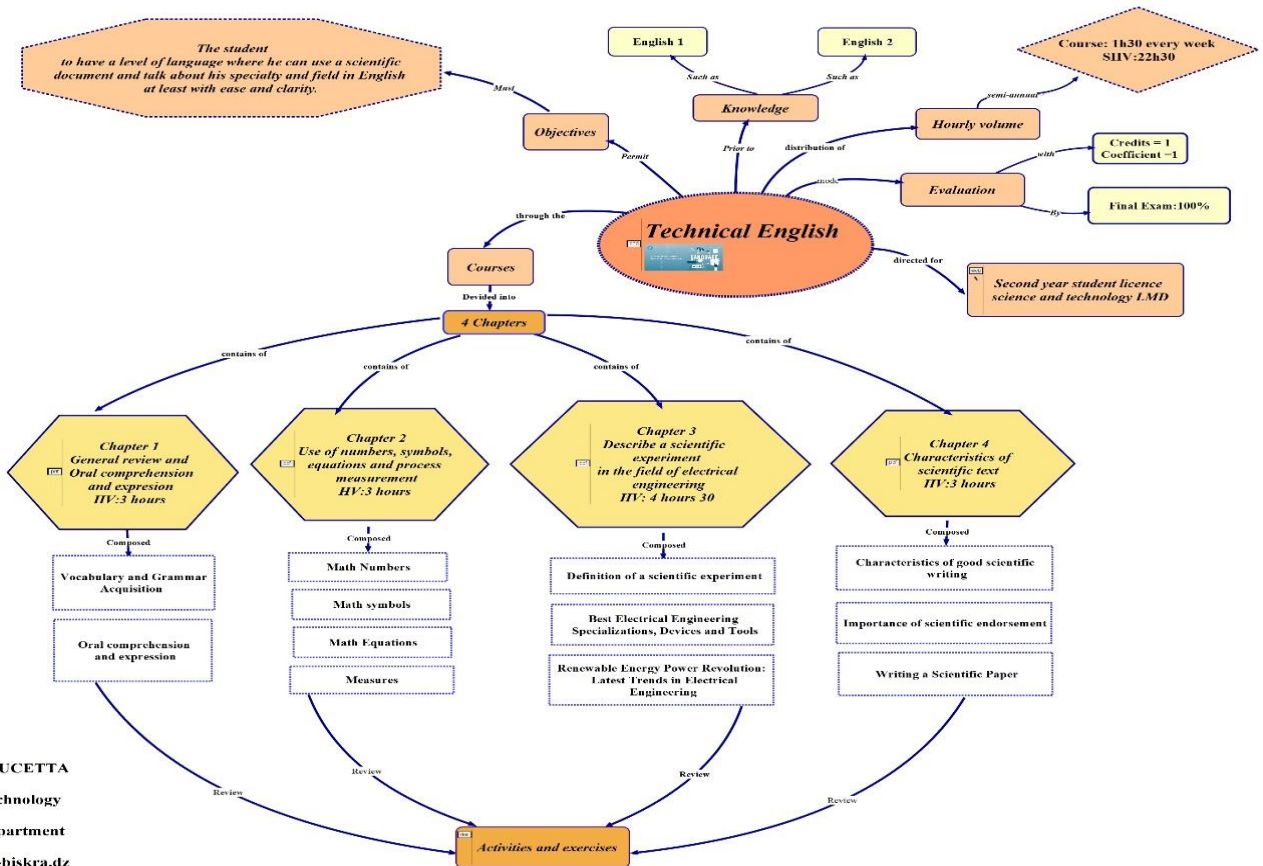 The student
to have a level of language where he can use a scientific
document and talk about his specialty and field in English
at least with ease and clarity.
Must
Objectives
Permit
English 1
English 2
Such as
Such as
Knowledge
Prior to
Course: 1h30 every week
SHV:22h30
semi-annual
Hourly volume
distribution of
Credits = 1
Coefficient =1
with
mode
Evaluation
By
Final Exam:100%
Technical English
through the
Courses
Devided into
4 Chapters
directed for
Second year student licence
science and technology LMD
contains of
contains of
contains of
contains of
Chapter 1
General review and
Oral comprehension
and expresion
HV:3 hours
Chapter 2
Use of numbers, symbols,
equations and process
measurement
HV:3 hours
Chapter 3
Describe a scientific
experiment
in the field of electrical
engineering
HV: 4 hours 30
Chapter 4
Characteristics of
scientific text
HV:3 hours
Composed
Composed
Composed
Composed
Vocabulary and Grammar
Acquisition
Oral comprehension
and expression
Math Numbers
Math symbols
Math Equations
Measures
Definition of a scientific experiment
Best Electrical Engineering
Specializations, Devices and Tools
Renewable Energy Power Revolution:
Latest Trends in Electrical
Engineering
Characteristics of good scientific
writing
Importance of scientific endorsement
Writing a Scientific Paper
Review
Review
Review
Review
Activities and exercises
UCETTA
chnology
partment
-biskra.dz